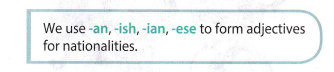 We use -an, -ish, -ian, -ese to form adjectives
for nationalities.